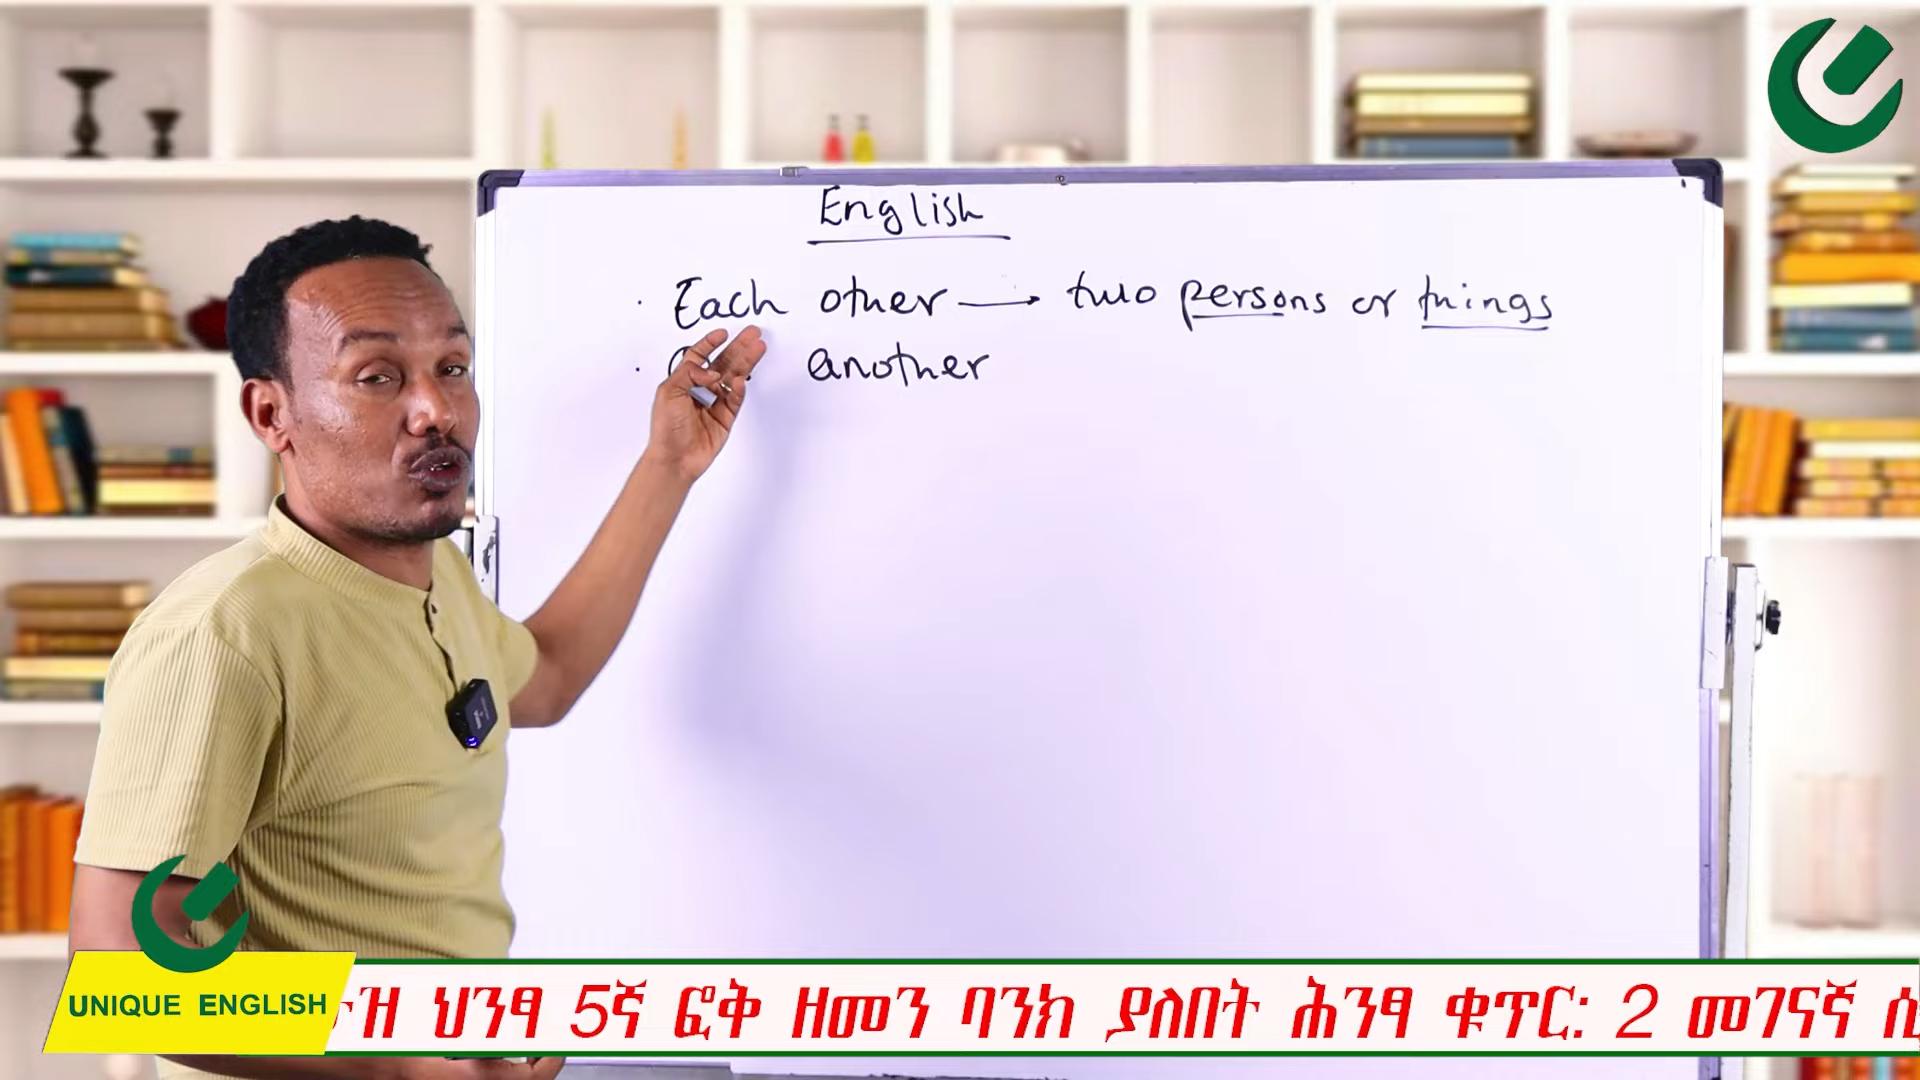 English
· Each other → two persons or things
· another
UNIQUE ENGLISH
ህንፃ 5ኛ ፎቅ ዘመን ባንክ ያለበት ሕንፃ ቁጥር: 2 መገናኛ